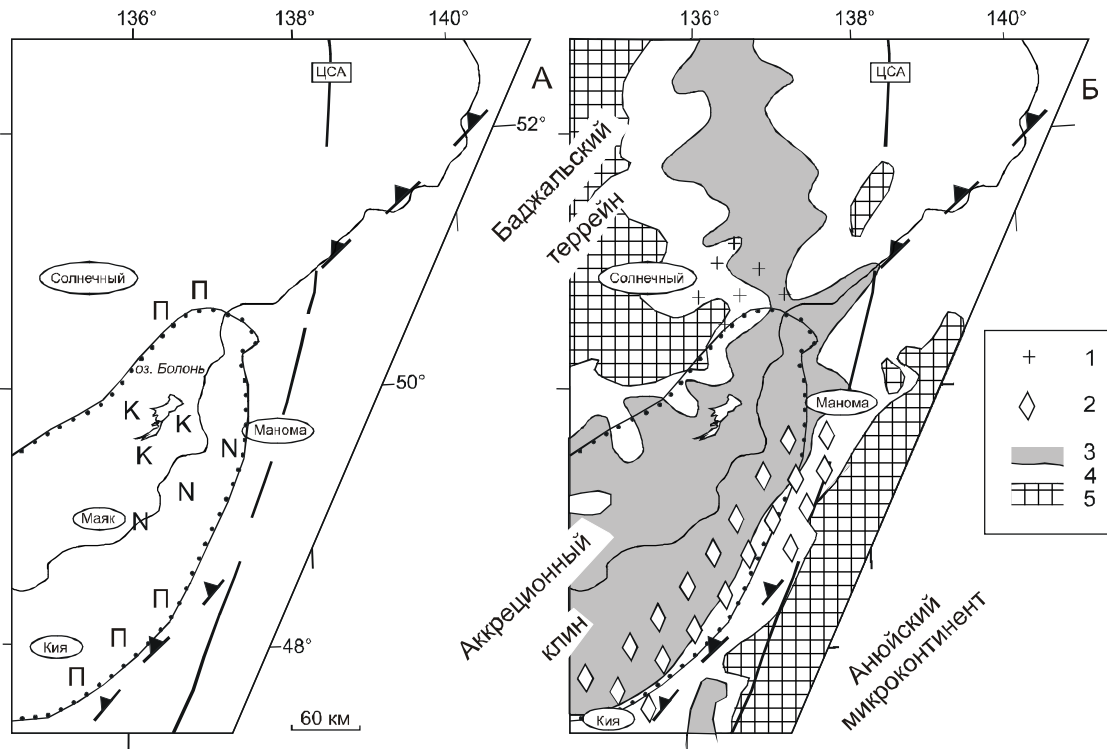 136° 138° 140°
ЦСА
А
52°
Солнечный
П
П
оз. Болонь
50°
К
К
К
N
Манома
N
Маяк
N
П
Кия
П
48°
П
60 км
136° 138° 140°
ЦСА
Б
Баджальский
террейн
Солнечный
Манома
Аккреционный
клин
Кия
Анюйский
микроконтинент
1
2
3
4
5